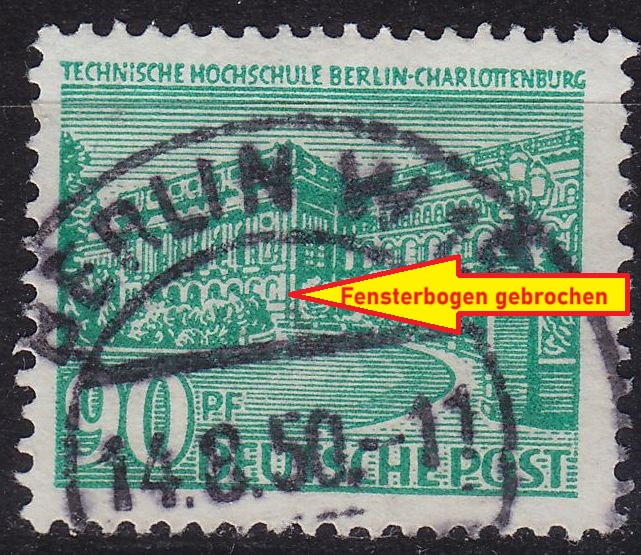 TECHNISCHE HOCHSCHULE BERLIN-CHARLOTTENBURG
BERLIN
Fensterbogen gebrochen
90 PF
14.8.50.-11
DEUTSCHE POST